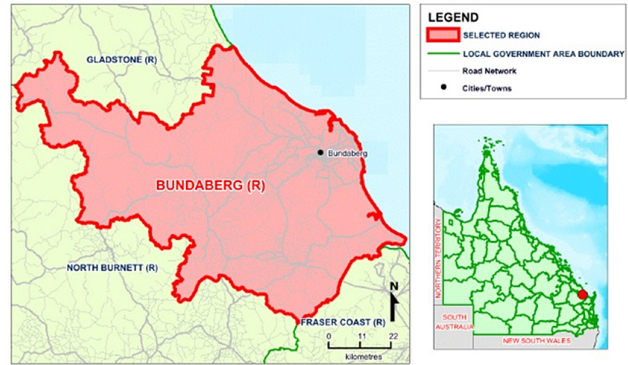 GLADSTONE (R)
Bundaberg
BUNDABERG (R)
NORTH BURNETT (R)
N
FRASER COAST (R)
0 11 22
kilometres
LEGEND
SELECTED REGION
LOCAL GOVERNMENT AREA BOUNDARY
Road Network
Cities/Towns
NORTHERN TERRITORY
SOUTH
AUSTRALIA
NEW SOUTH WALES